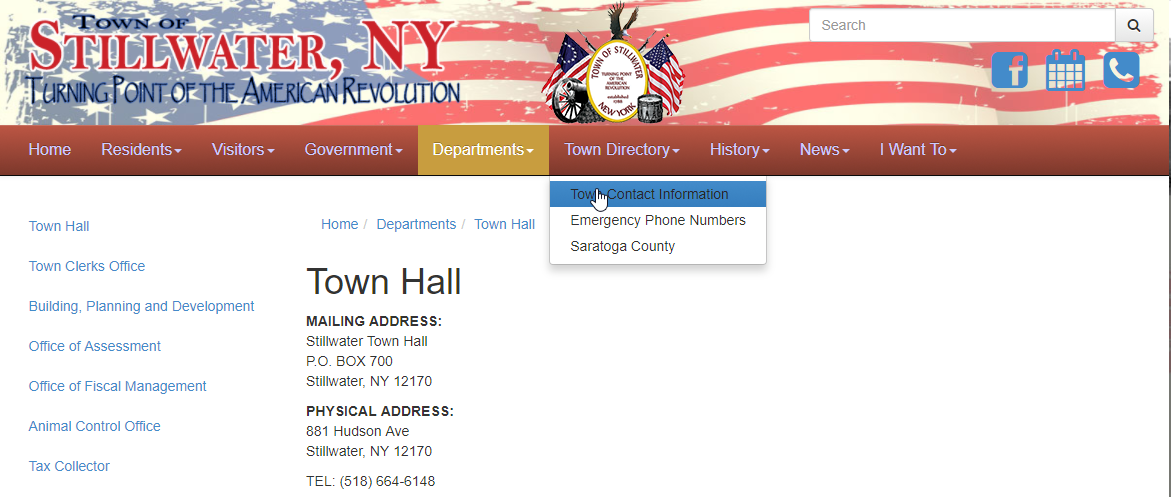 TOWN OF
STILLWATER, NY
TURNING POINT OF THE AMERICAN REVOLUTION
TOWN OF STILLWATER
TURNING POINT
OF THE
AMERICAN
REVOLUTION
established
1788
NEW YORK
Search
Home Residents Visitors Government Departments Town Directory History News I Want To
Town Contact Information
Emergency Phone Numbers
Saratoga County
Town Hall
Town Clerks Office
Building, Planning and Development
Office of Assessment
Office of Fiscal Management
Animal Control Office
Tax Collector
Home / Departments / Town Hall
Town Hall
MAILING ADDRESS:
Stillwater Town Hall
P.O. BOX 700
Stillwater, NY 12170
PHYSICAL ADDRESS:
881 Hudson Ave
Stillwater, NY 12170
TEL: (518) 664-6148